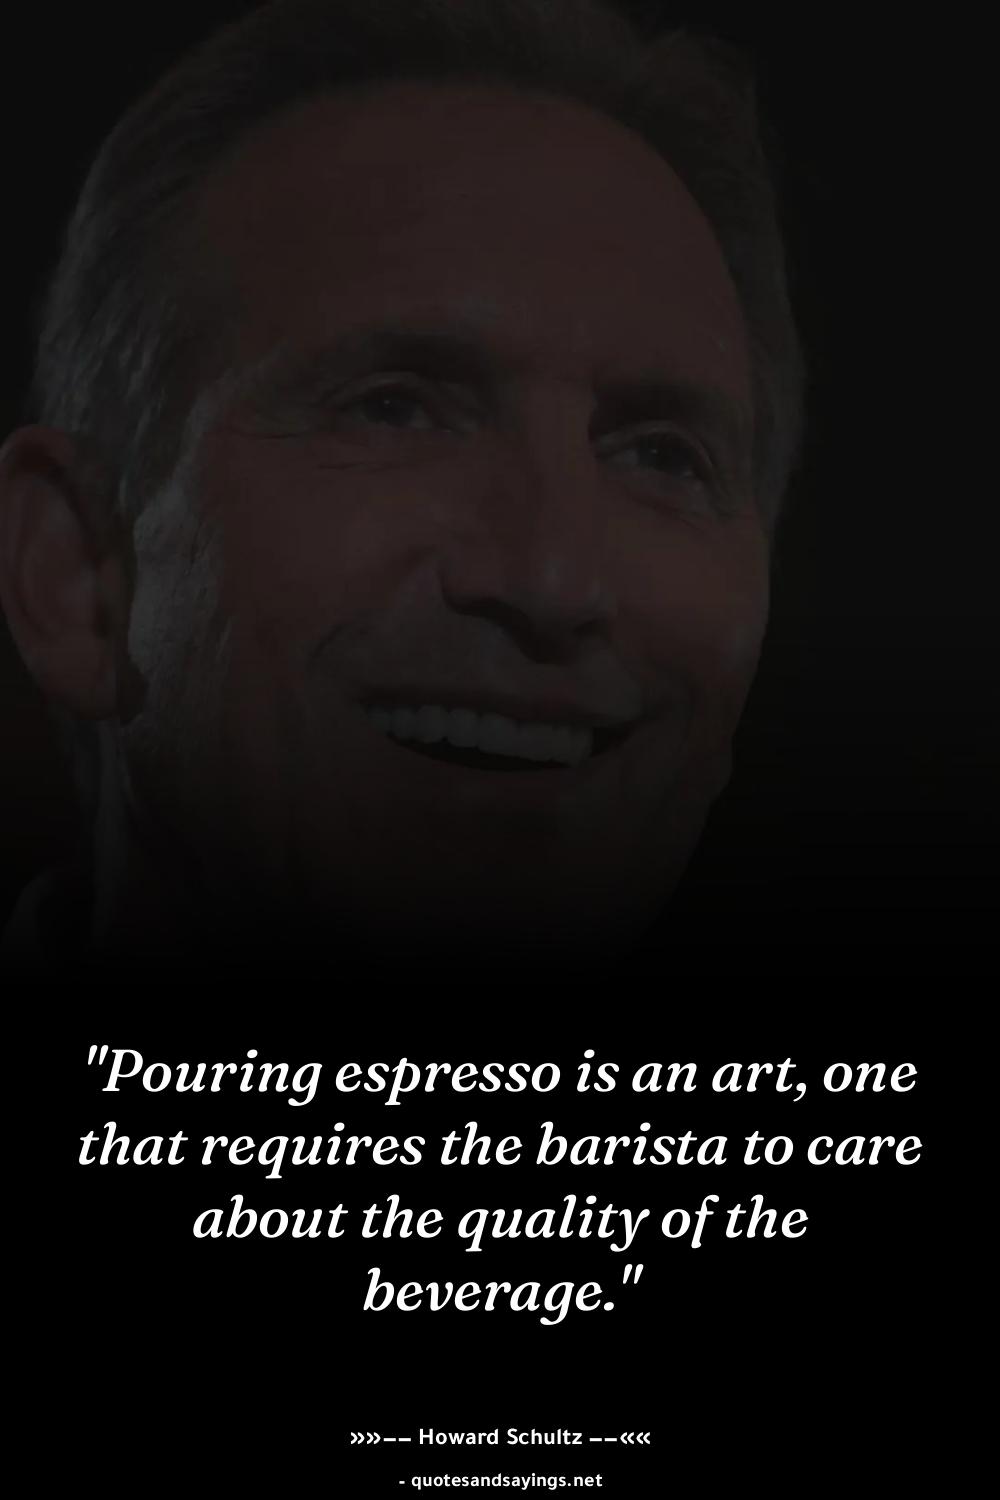 "Pouring espresso is an art, one
that requires the barista to care
about the quality of the
beverage."
»»−− Howard Schultz −−««
- quotesandsayings.net